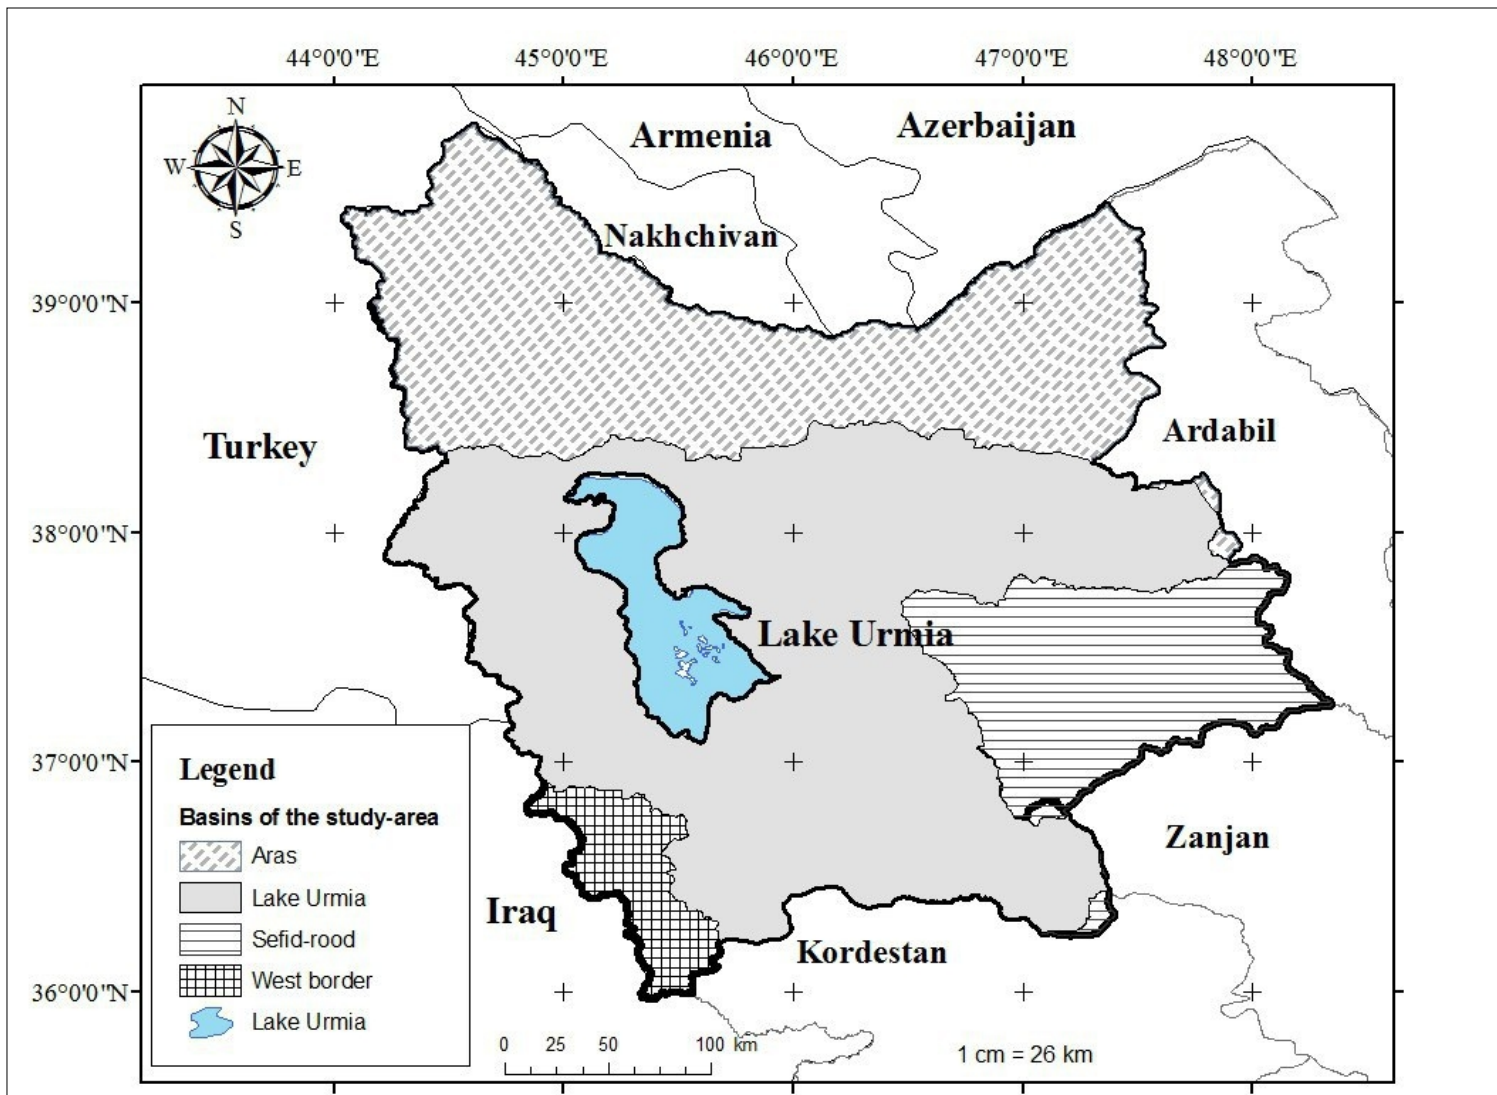 44°0'0"E 45°0'0"E 46°0'0"E 47°0'0"E 48°0'0"E
N
W E
S
Armenia
Azerbaijan
Nakhchivan
39°0'0"N
Turkey
Ardabil
38°0'0"N
Lake Urmia
37°0'0"N
Legend
Basins of the study-area
Aras
Lake Urmia
Sefid-rood
West border
Lake Urmia
Zanjan
Iraq
Kordestan
36°0'0"N
0 25 50 100 km
1 cm = 26 km